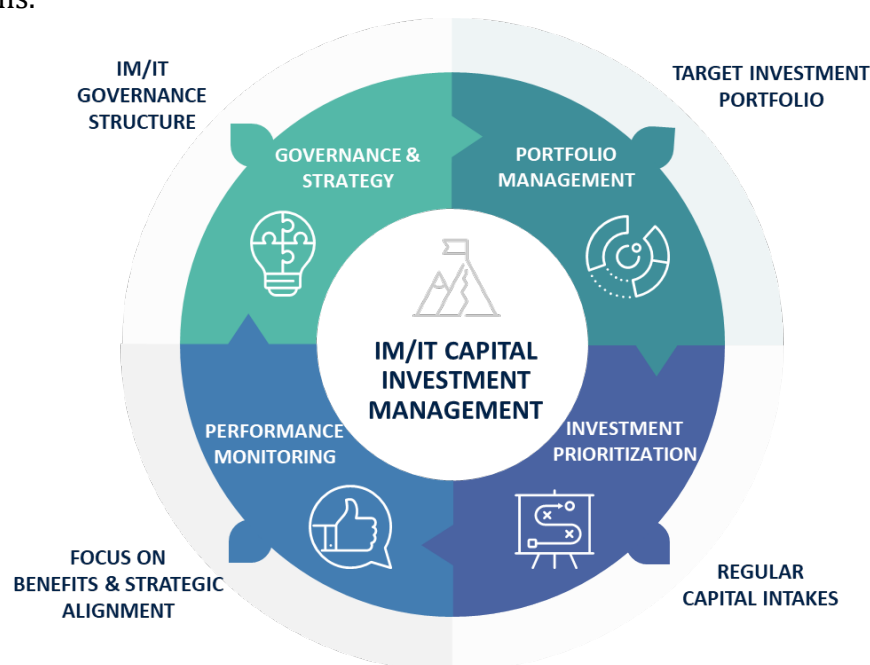 IM/IT
GOVERNANCE
STRUCTURE
TARGET INVESTMENT
PORTFOLIO
GOVERNANCE &
STRATEGY
PORTFOLIO
MANAGEMENT
IM/IT CAPITAL
INVESTMENT
MANAGEMENT
PERFORMANCE
MONITORING
INVESTMENT
PRIORITIZATION
FOCUS ON
BENEFITS & STRATEGIC
ALIGNMENT
REGULAR
CAPITAL INTAKES